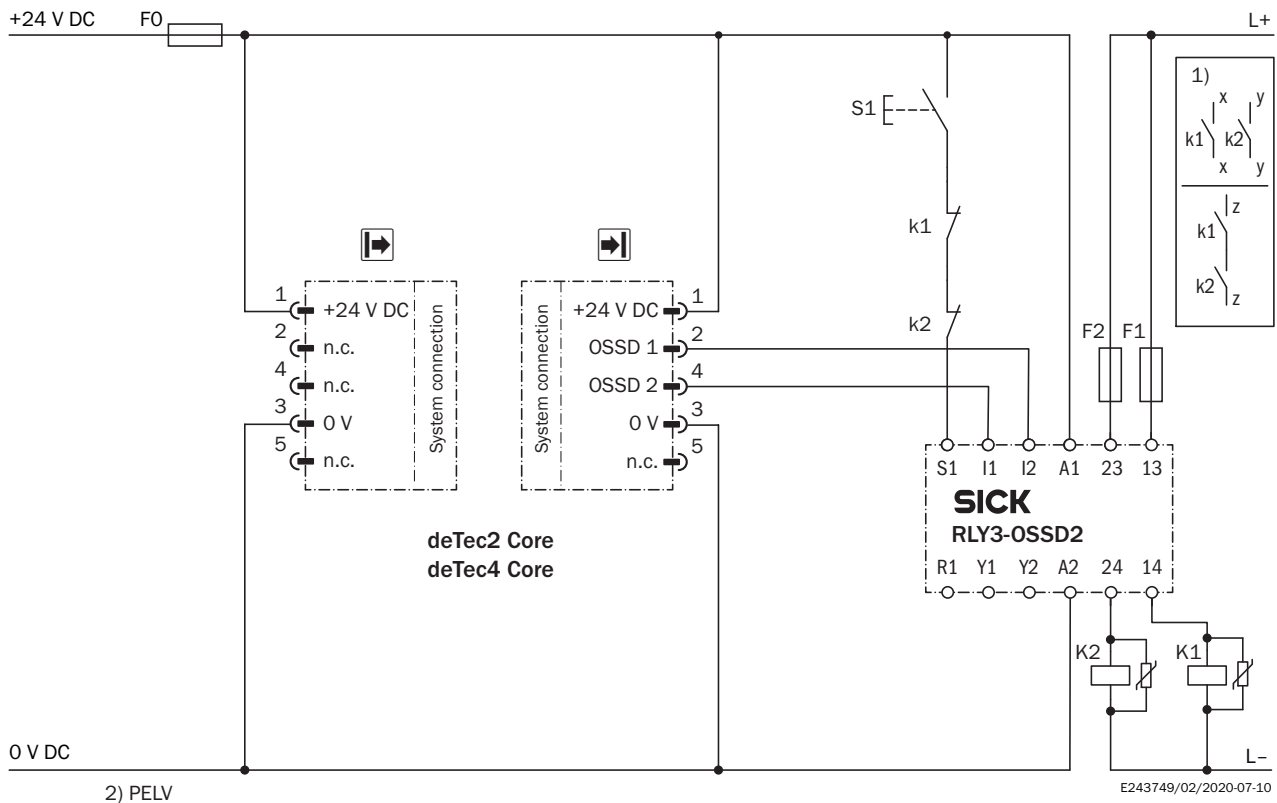 +24 V DC
F0
L+
1)
x y
k1 k2
x y
z
k1
k2
z
S1
k1
k2
F2 F1
1 +24 V DC
2 n.c.
4 n.c.
3 0 V
5 n.c.
System connection
System connection
+24 V DC 1
OSSD 1 2
OSSD 2 4
0 V 3
n.c. 5
deTec2 Core
deTec4 Core
S1 I1 I2 A1 23 13
SICK
RLY3-OSSD2
R1 Y1 Y2 A2 24 14
K2 K1
0 V DC
L–
2) PELV
E243749/02/2020-07-10